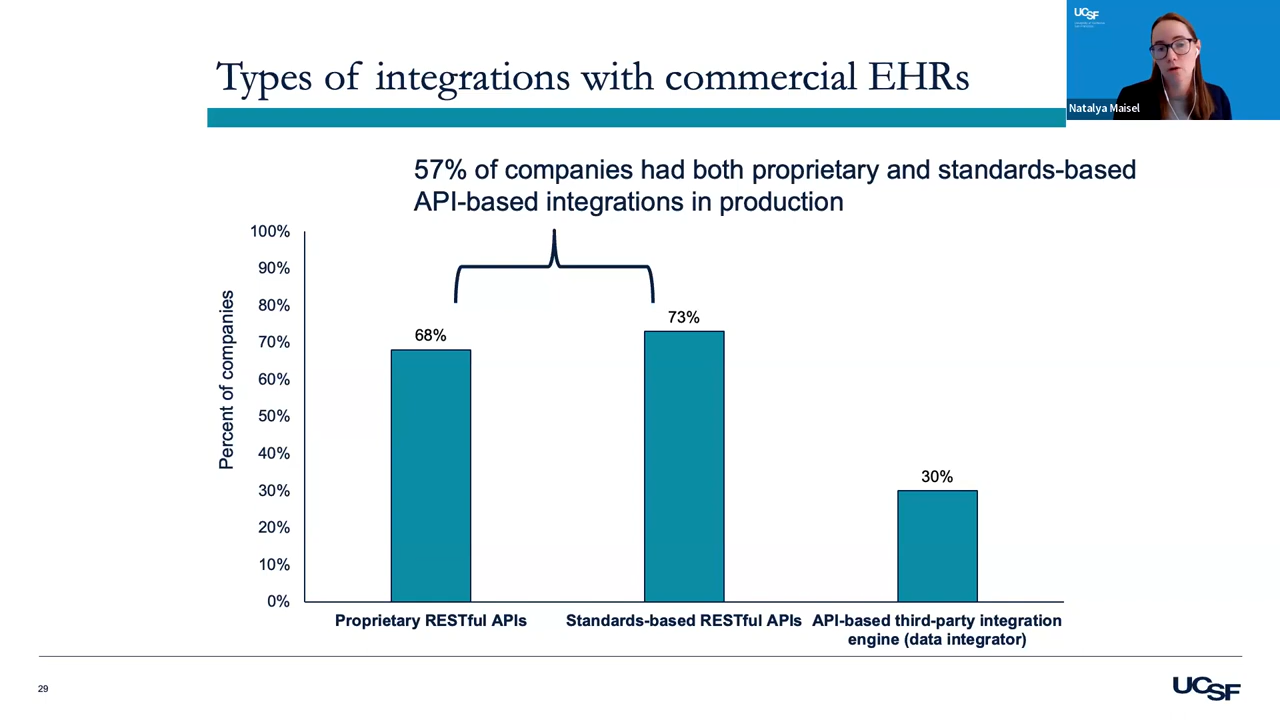 UCSF
Types of integrations with commercial EHRs
Natalya Maisel
57% of companies had both proprietary and standards-based
API-based integrations in production
Percent of companies
100%
90%
80%
70%
60%
50%
40%
30%
20%
10%
0%
68%
73%
30%
Proprietary RESTful APIs
Standards-based RESTful APIs
API-based third-party integration
engine (data integrator)
29
UCSF